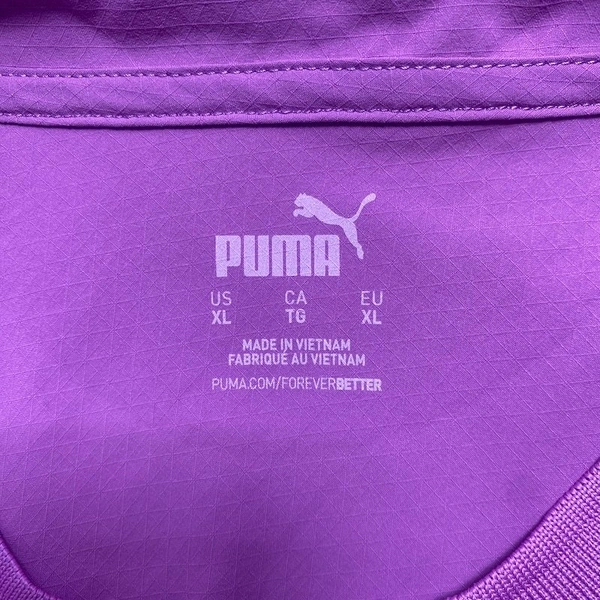 PUMA
US CA EU
XL TG XL
MADE IN VIETNAM
FABRIQUÉ AU VIETNAM
PUMA.COM/FOREVERBETTER